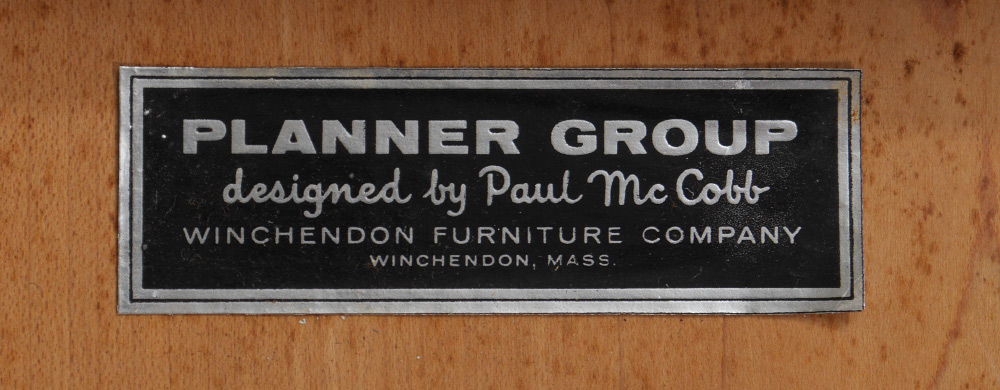 PLANNER GROUP
designed by Paul Mc Cobb
WINCHENDON FURNITURE COMPANY
WINCHENDON, MASS.